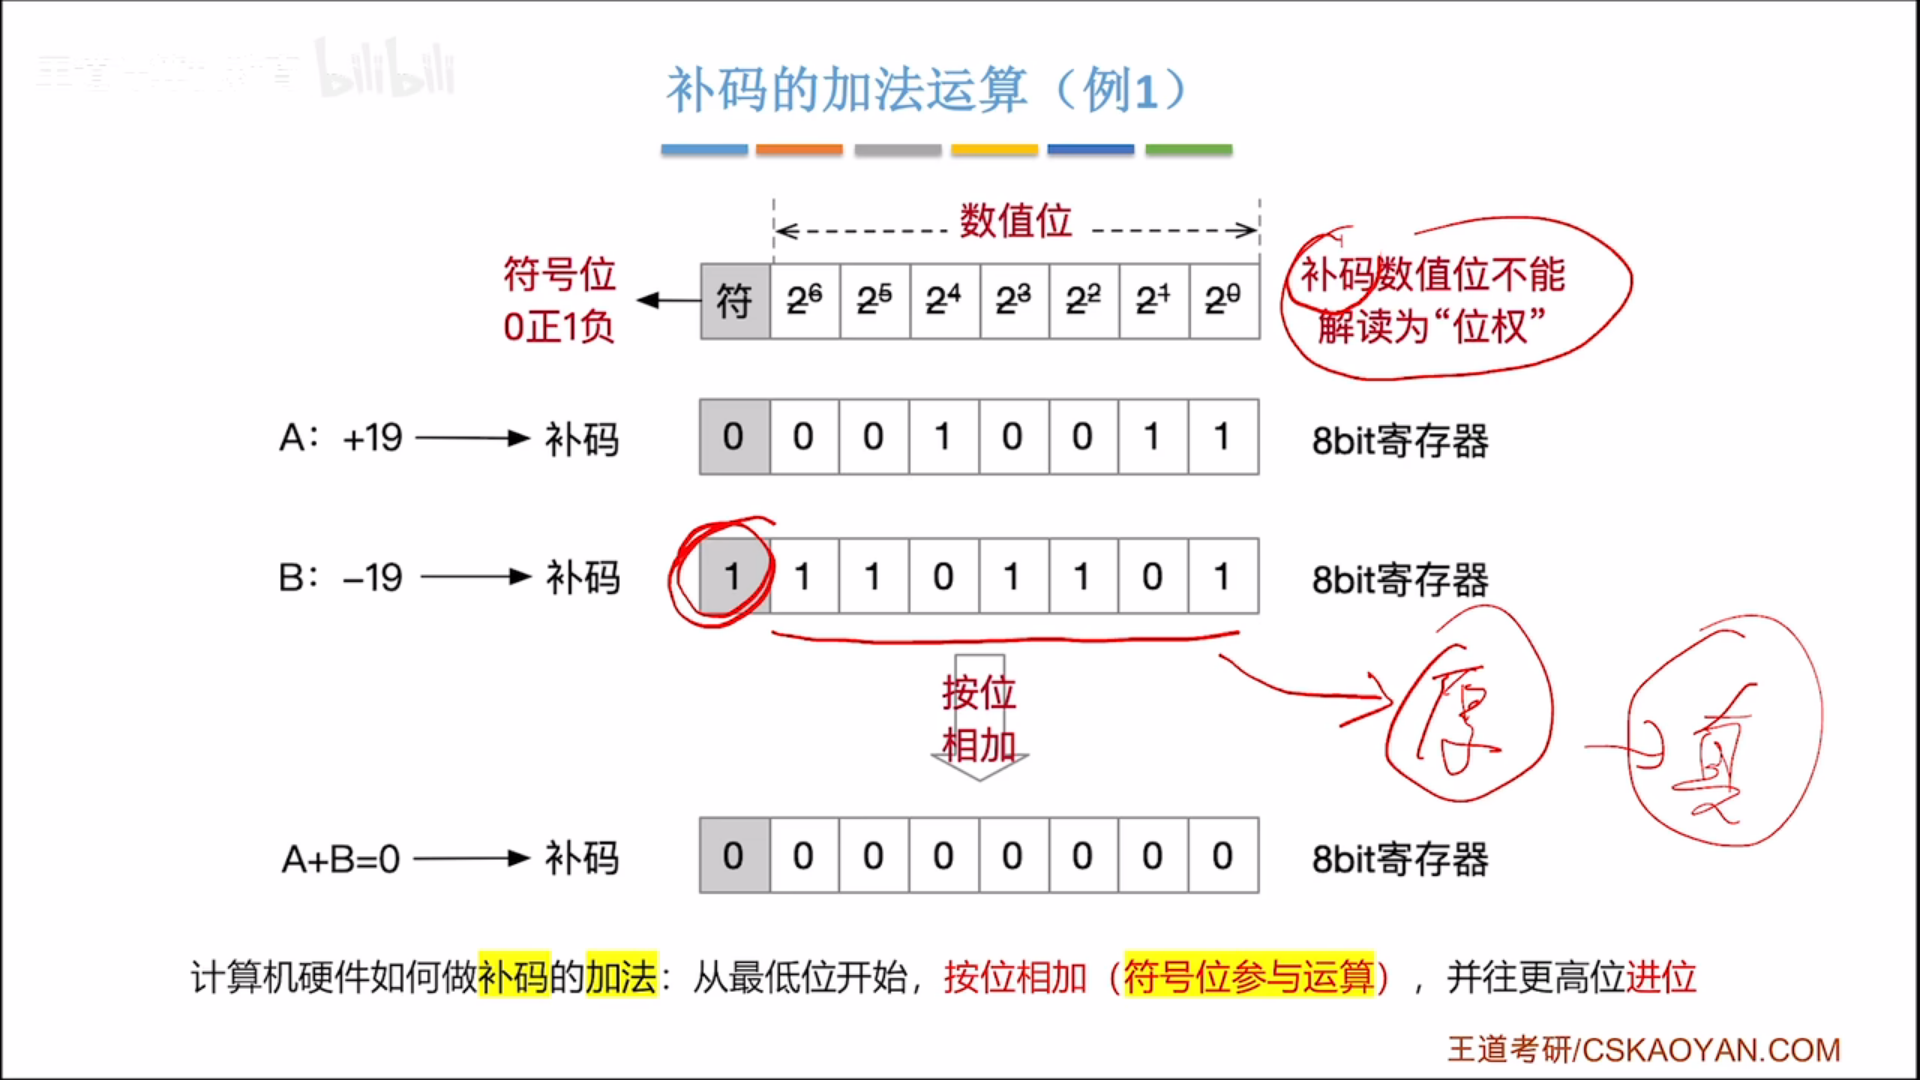 bilibili
补码的加法运算（例1）
数值位
符号位
0正1负
符 2⁶ 2⁵ 2⁴ 2³ 2² 2¹ 2⁰
补码数值位不能
解读为“位权”
A：+19 补码 0 0 0 1 0 0 1 1 8bit寄存器
B：−19 补码 1 1 1 0 1 1 0 1 8bit寄存器
按位
相加
原
真
A+B=0 补码 0 0 0 0 0 0 0 0 8bit寄存器
计算机硬件如何做补码的加法：从最低位开始，按位相加（符号位参与运算），并往更高位进位
王道考研/CSKAOYAN.COM